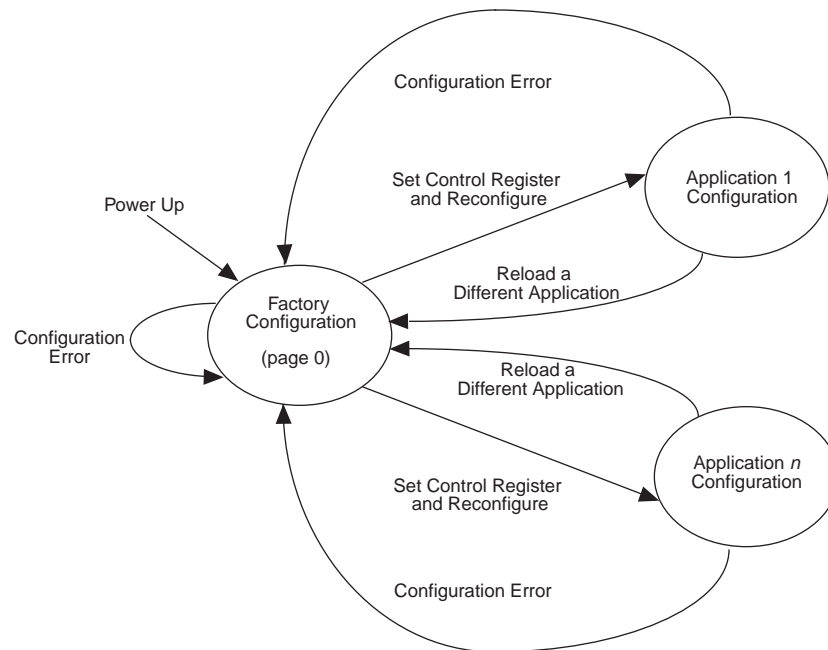 Configuration Error
Set Control Register
and Reconfigure
Application 1
Configuration
Power Up
Reload a
Different Application
Factory
Configuration
(page 0)
Configuration
Error
Reload a
Different Application
Application n
Configuration
Set Control Register
and Reconfigure
Configuration Error